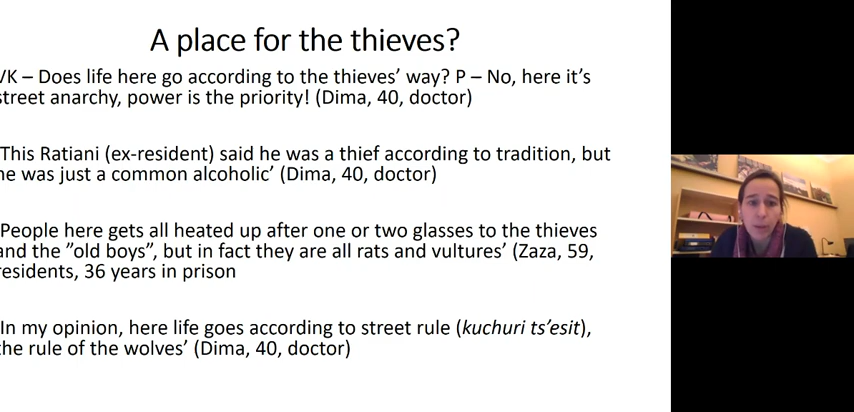 A place for the thieves?
VK – Does life here go according to the thieves’ way? P – No, here it’s
street anarchy, power is the priority! (Dima, 40, doctor)
This Ratiani (ex-resident) said he was a thief according to tradition, but
he was just a common alcoholic’ (Dima, 40, doctor)
People here gets all heated up after one or two glasses to the thieves
and the ”old boys”, but in fact they are all rats and vultures’ (Zaza, 59,
residents, 36 years in prison
In my opinion, here life goes according to street rule (kuchuri ts’esit),
the rule of the wolves’ (Dima, 40, doctor)